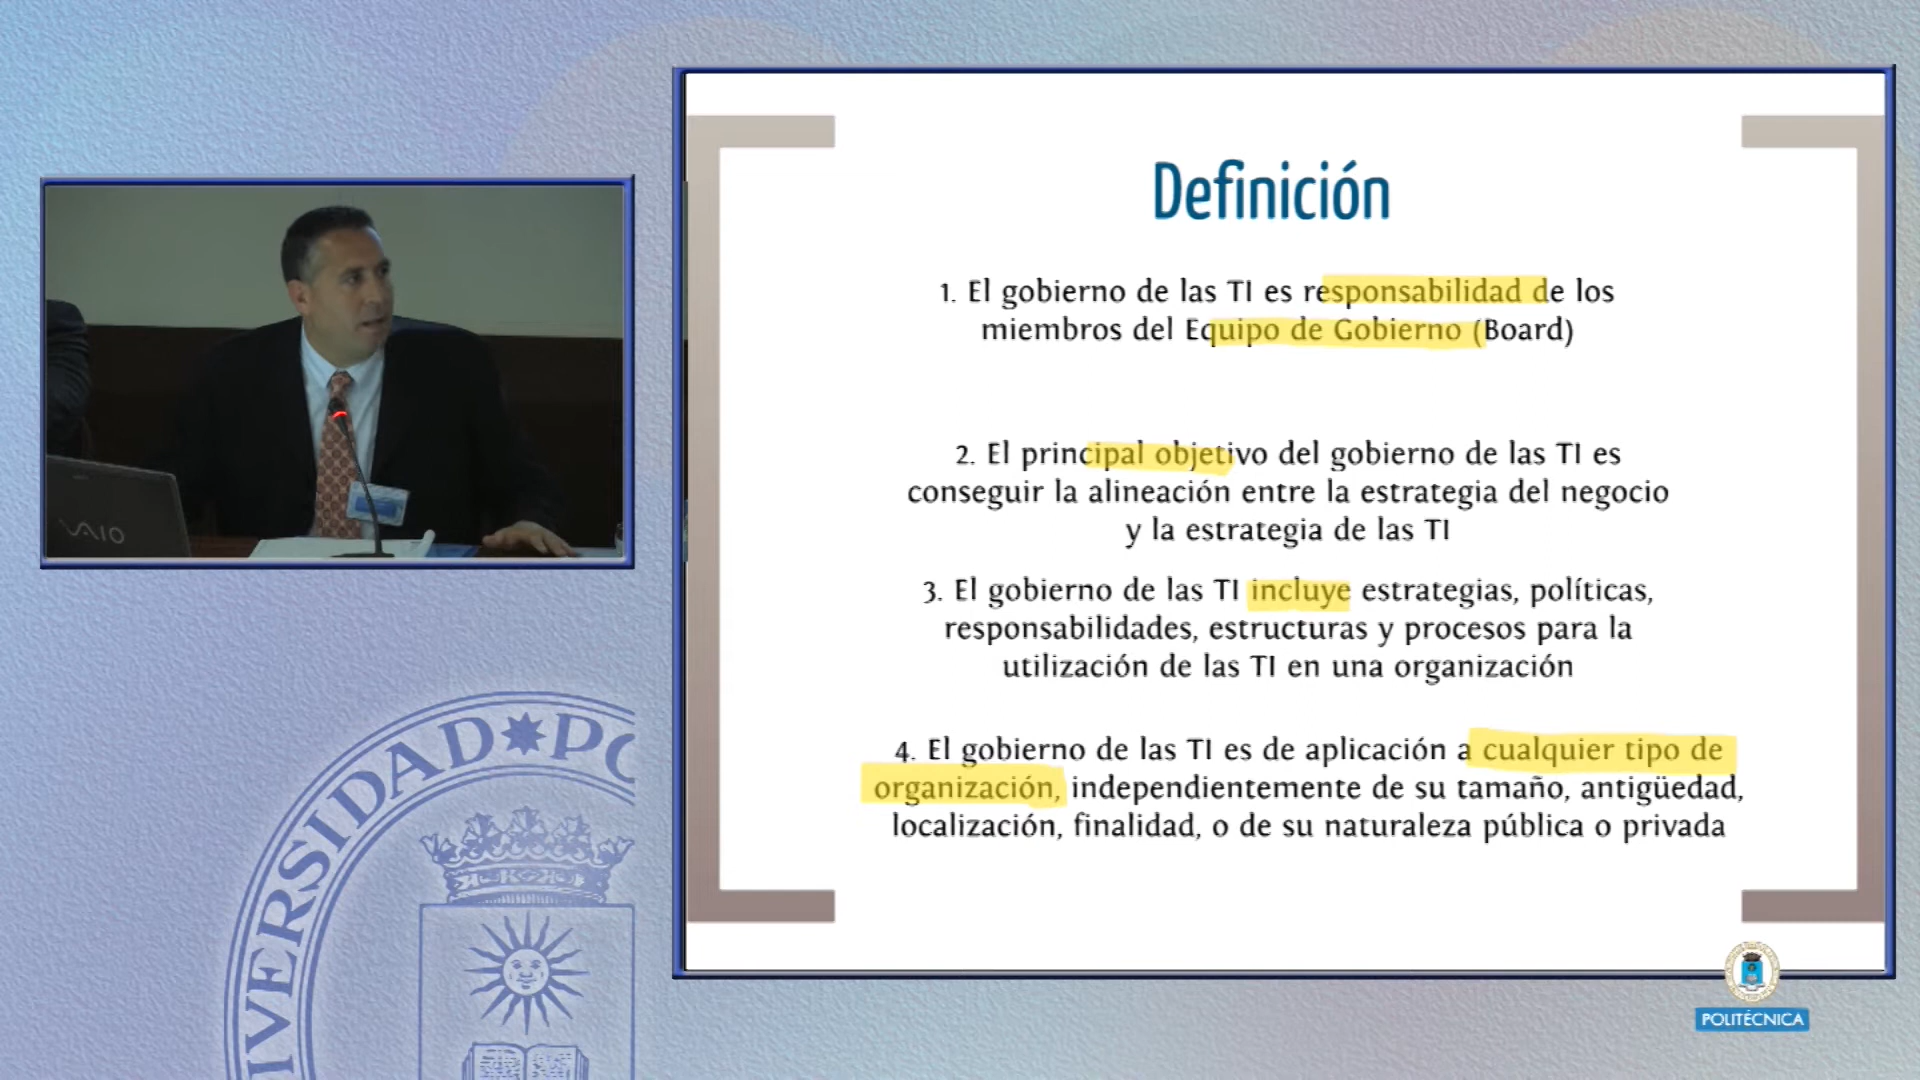 Definición
1. El gobierno de las TI es responsabilidad de los
miembros del Equipo de Gobierno (Board)
2. El principal objetivo del gobierno de las TI es
conseguir la alineación entre la estrategia del negocio
y la estrategia de las TI
3. El gobierno de las TI incluye estrategias, políticas,
responsabilidades, estructuras y procesos para la
utilización de las TI en una organización
4. El gobierno de las TI es de aplicación a cualquier tipo de
organización, independientemente de su tamaño, antigüedad,
localización, finalidad, o de su naturaleza pública o privada
VAIO
IVERSIDAD PO
POLITÉCNICA